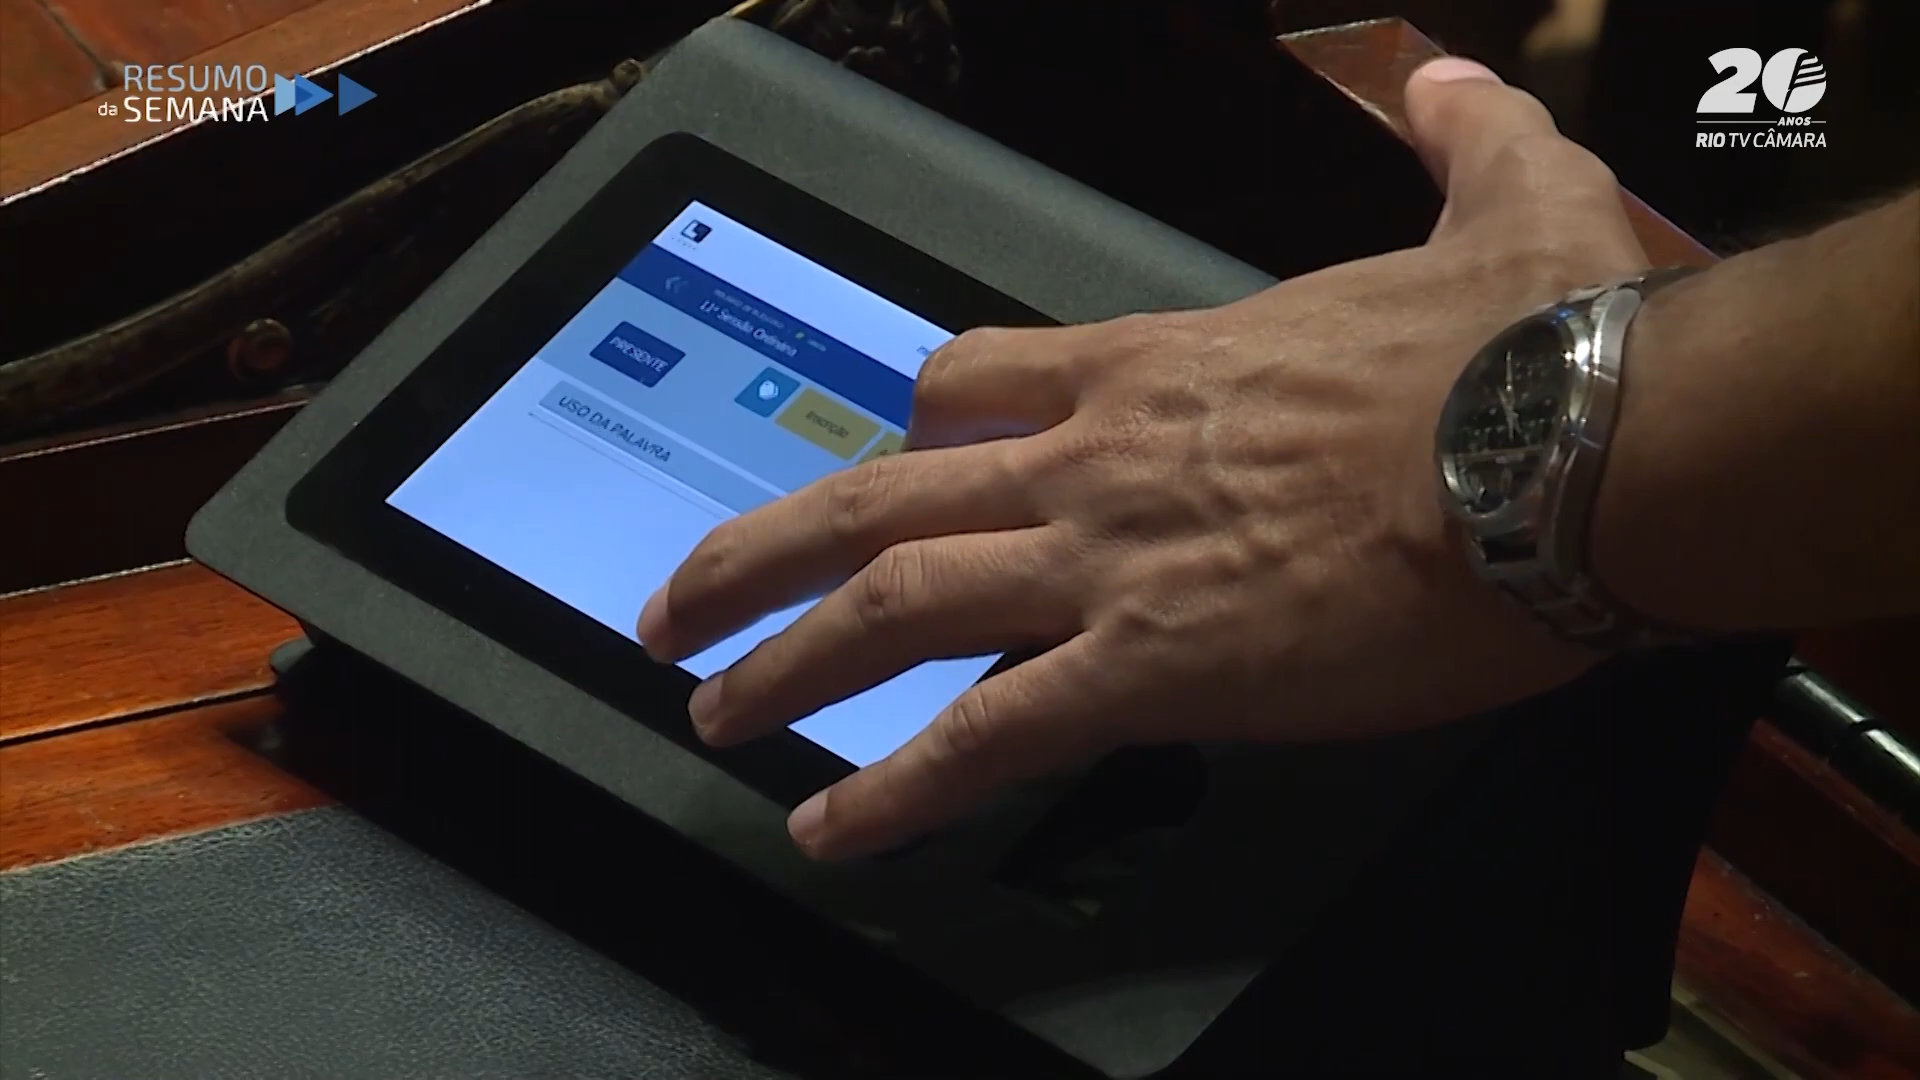 RESUMO
da SEMANA
20
ANOS
RIO TV CÂMARA
11ª Sessão Ordinária
PRESENTE
Inscrição
USO DA PALAVRA